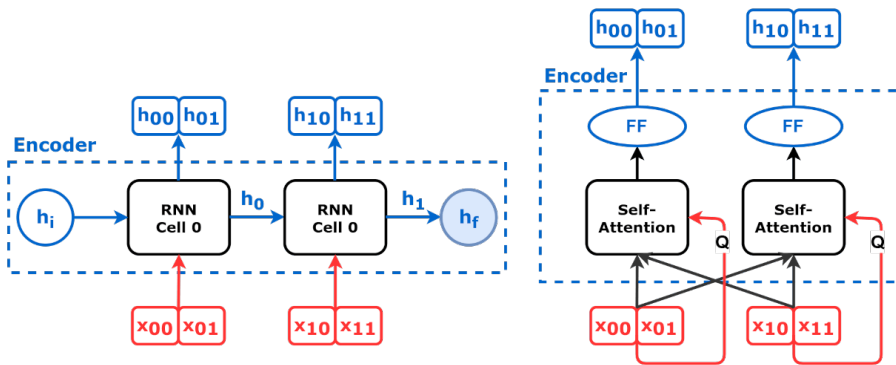 h00 h01 h10 h11
Encoder
hi RNN Cell 0 h0 RNN Cell 0 h1 hf
x00 x01 x10 x11
h00 h01 h10 h11
Encoder
FF FF
Self-Attention Q Self-Attention Q
x00 x01 x10 x11